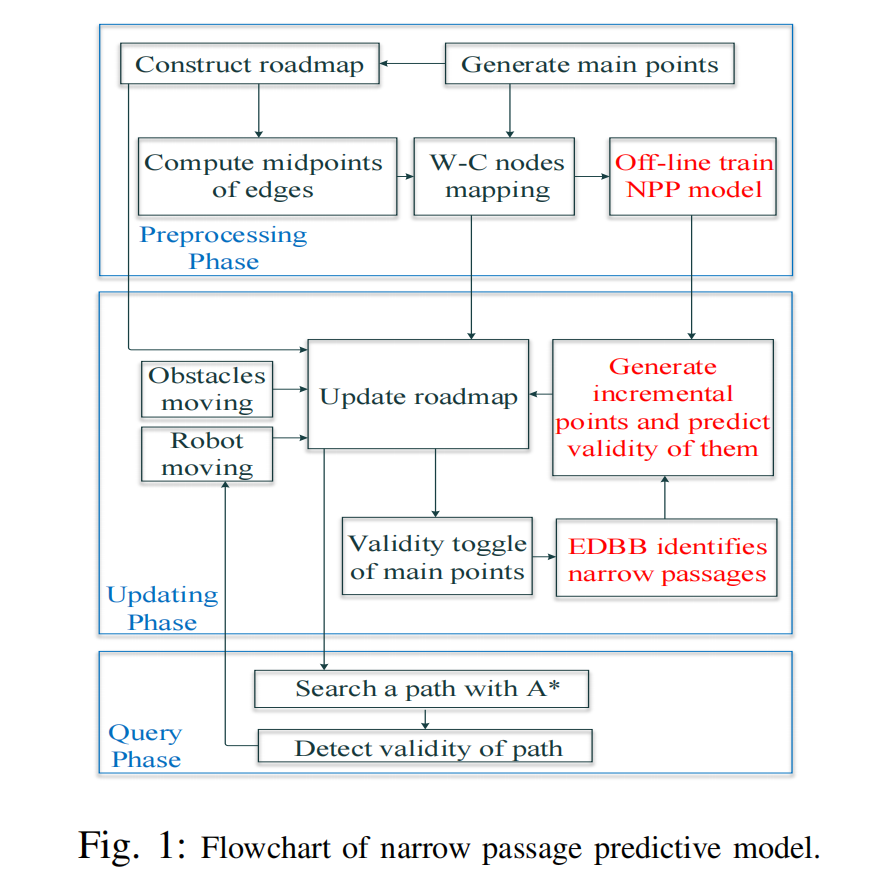 Construct roadmap
Generate main points
Compute midpoints
of edges
W-C nodes
mapping
Off-line train
NPP model
Preprocessing
Phase
Obstacles
moving
Update roadmap
Generate
incremental
points and predict
validity of them
Robot
moving
Validity toggle
of main points
EDBB identifies
narrow passages
Updating
Phase
Search a path with A*
Query
Phase
Detect validity of path
Fig. 1: Flowchart of narrow passage predictive model.